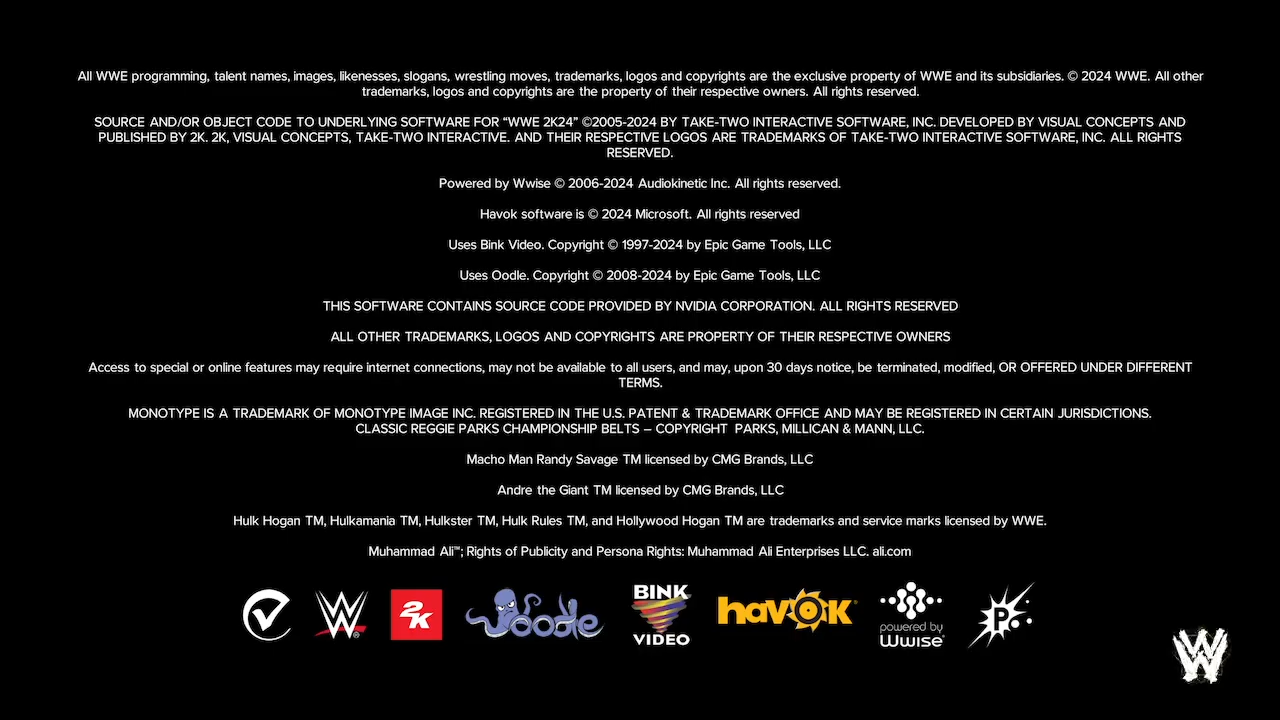 All WWE programming, talent names, images, likenesses, slogans, wrestling moves, trademarks, logos and copyrights are the exclusive property of WWE and its subsidiaries. © 2024 WWE. All other
trademarks, logos and copyrights are the property of their respective owners. All rights reserved.
SOURCE AND/OR OBJECT CODE TO UNDERLYING SOFTWARE FOR “WWE 2K24” ©2005-2024 BY TAKE-TWO INTERACTIVE SOFTWARE, INC. DEVELOPED BY VISUAL CONCEPTS AND
PUBLISHED BY 2K. 2K, VISUAL CONCEPTS, TAKE-TWO INTERACTIVE. AND THEIR RESPECTIVE LOGOS ARE TRADEMARKS OF TAKE-TWO INTERACTIVE SOFTWARE, INC. ALL RIGHTS
RESERVED.
Powered by Wwise © 2006-2024 Audiokinetic Inc. All rights reserved.
Havok software is © 2024 Microsoft. All rights reserved
Uses Bink Video. Copyright © 1997-2024 by Epic Game Tools, LLC
Uses Oodle. Copyright © 2008-2024 by Epic Game Tools, LLC
THIS SOFTWARE CONTAINS SOURCE CODE PROVIDED BY NVIDIA CORPORATION. ALL RIGHTS RESERVED
ALL OTHER TRADEMARKS, LOGOS AND COPYRIGHTS ARE PROPERTY OF THEIR RESPECTIVE OWNERS
Access to special or online features may require internet connections, may not be available to all users, and may, upon 30 days notice, be terminated, modified, OR OFFERED UNDER DIFFERENT
TERMS.
MONOTYPE IS A TRADEMARK OF MONOTYPE IMAGE INC. REGISTERED IN THE U.S. PATENT & TRADEMARK OFFICE AND MAY BE REGISTERED IN CERTAIN JURISDICTIONS.
CLASSIC REGGIE PARKS CHAMPIONSHIP BELTS – COPYRIGHT PARKS, MILLICAN & MANN, LLC.
Macho Man Randy Savage TM licensed by CMG Brands, LLC
Andre the Giant TM licensed by CMG Brands, LLC
Hulk Hogan TM, Hulkamania TM, Hulkster TM, Hulk Rules TM, and Hollywood Hogan TM are trademarks and service marks licensed by WWE.
Muhammad Ali™; Rights of Publicity and Persona Rights: Muhammad Ali Enterprises LLC. ali.com
W
2K
Oodle
BINK
VIDEO
havok
powered by
wwise
P
W